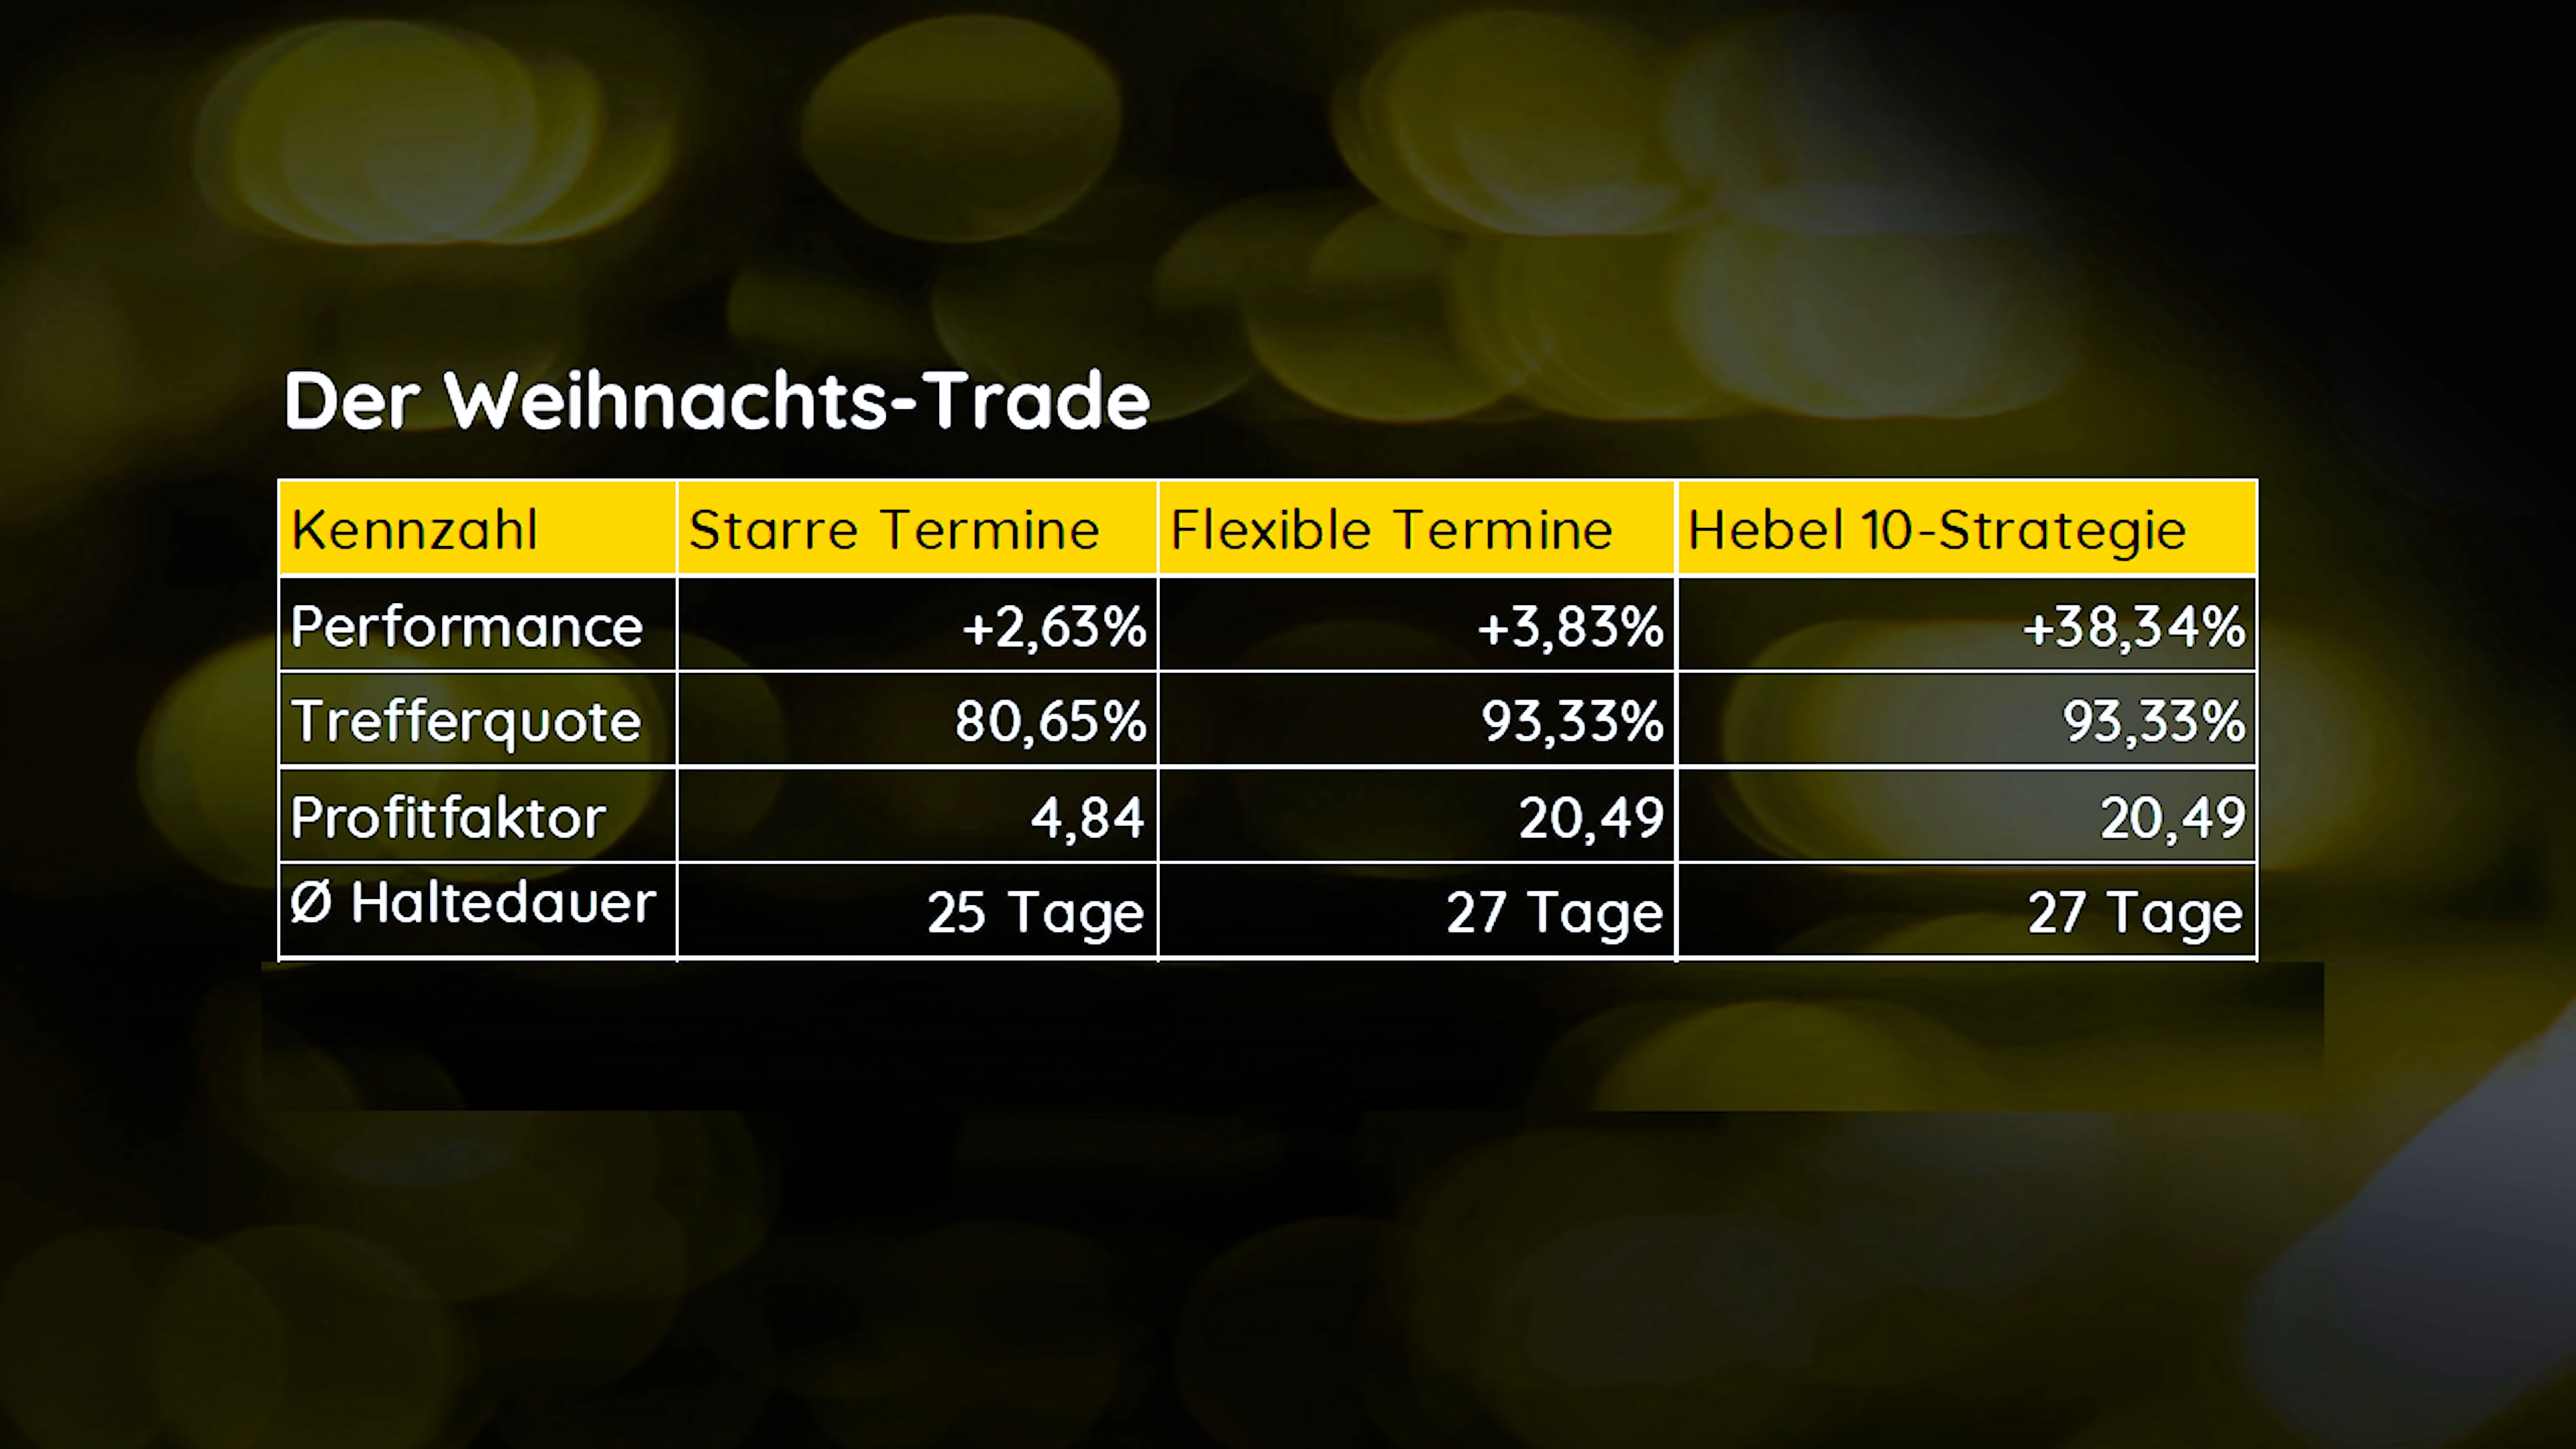 Der Weihnachts-Trade
Kennzahl Starre Termine Flexible Termine Hebel 10-Strategie
Performance +2,63% +3,83% +38,34%
Trefferquote 80,65% 93,33% 93,33%
Profitfaktor 4,84 20,49 20,49
Ø Haltedauer 25 Tage 27 Tage 27 Tage